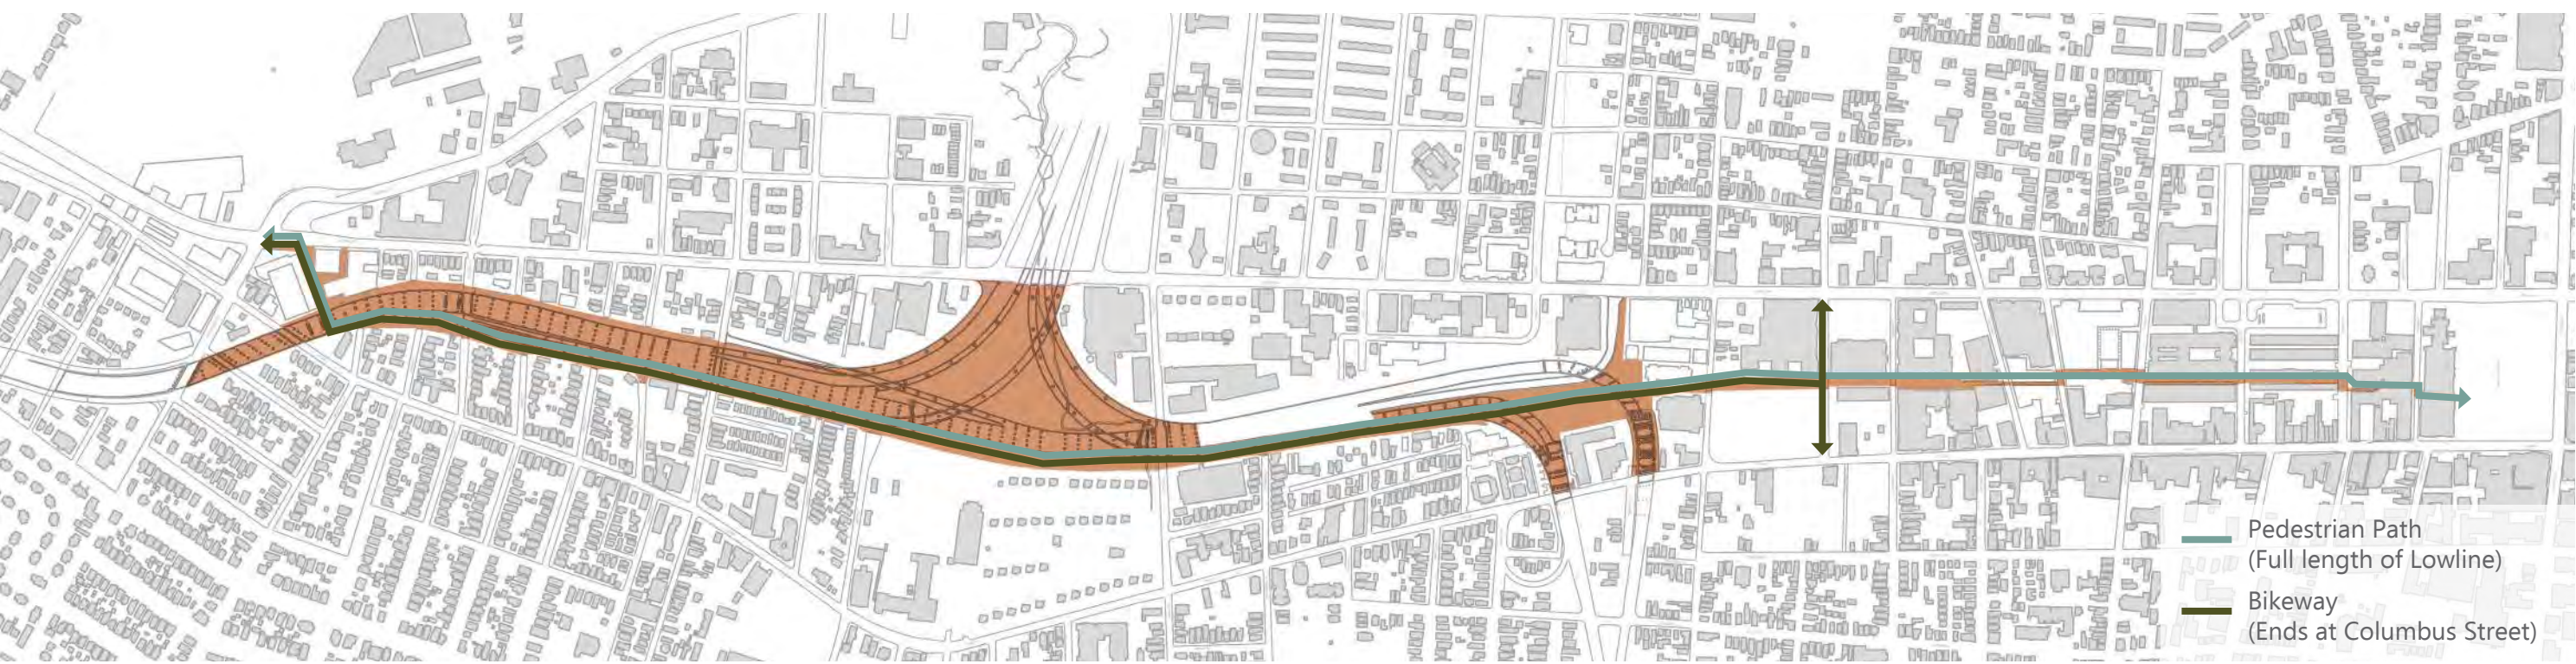 Pedestrian Path
(Full length of Lowline)
Bikeway
(Ends at Columbus Street)